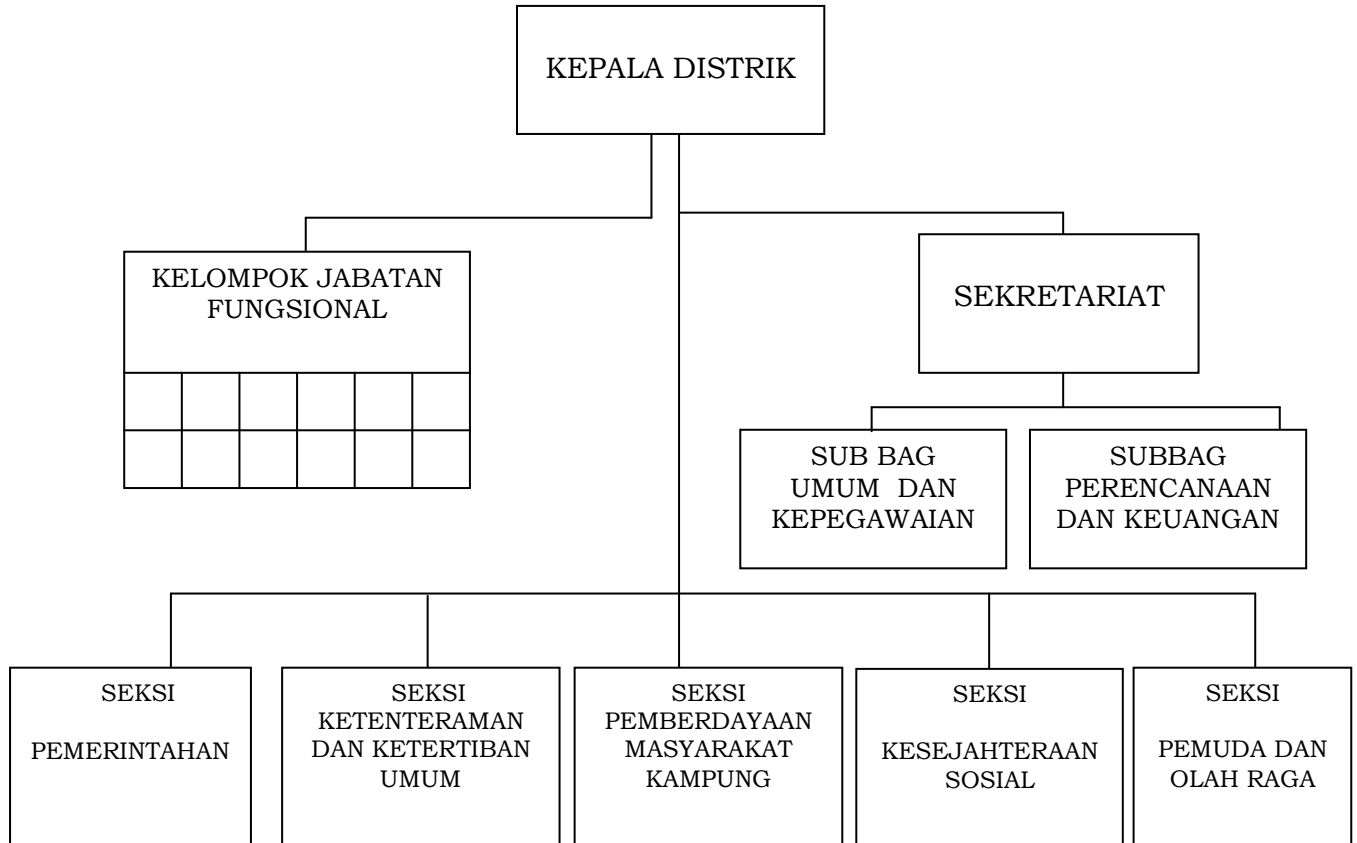 KEPALA DISTRIK
KELOMPOK JABATAN
FUNGSIONAL
SEKRETARIAT
SUB BAG
UMUM DAN
KEPEGAWAIAN
SUBBAG
PERENCANAAN
DAN KEUANGAN
SEKSI
PEMERINTAHAN
SEKSI
KETENTERAMAN
DAN KETERTIBAN
UMUM
SEKSI
PEMBERDAYAAN
MASYARAKAT
KAMPUNG
SEKSI
KESEJAHTERAAN
SOSIAL
SEKSI
PEMUDA DAN
OLAH RAGA